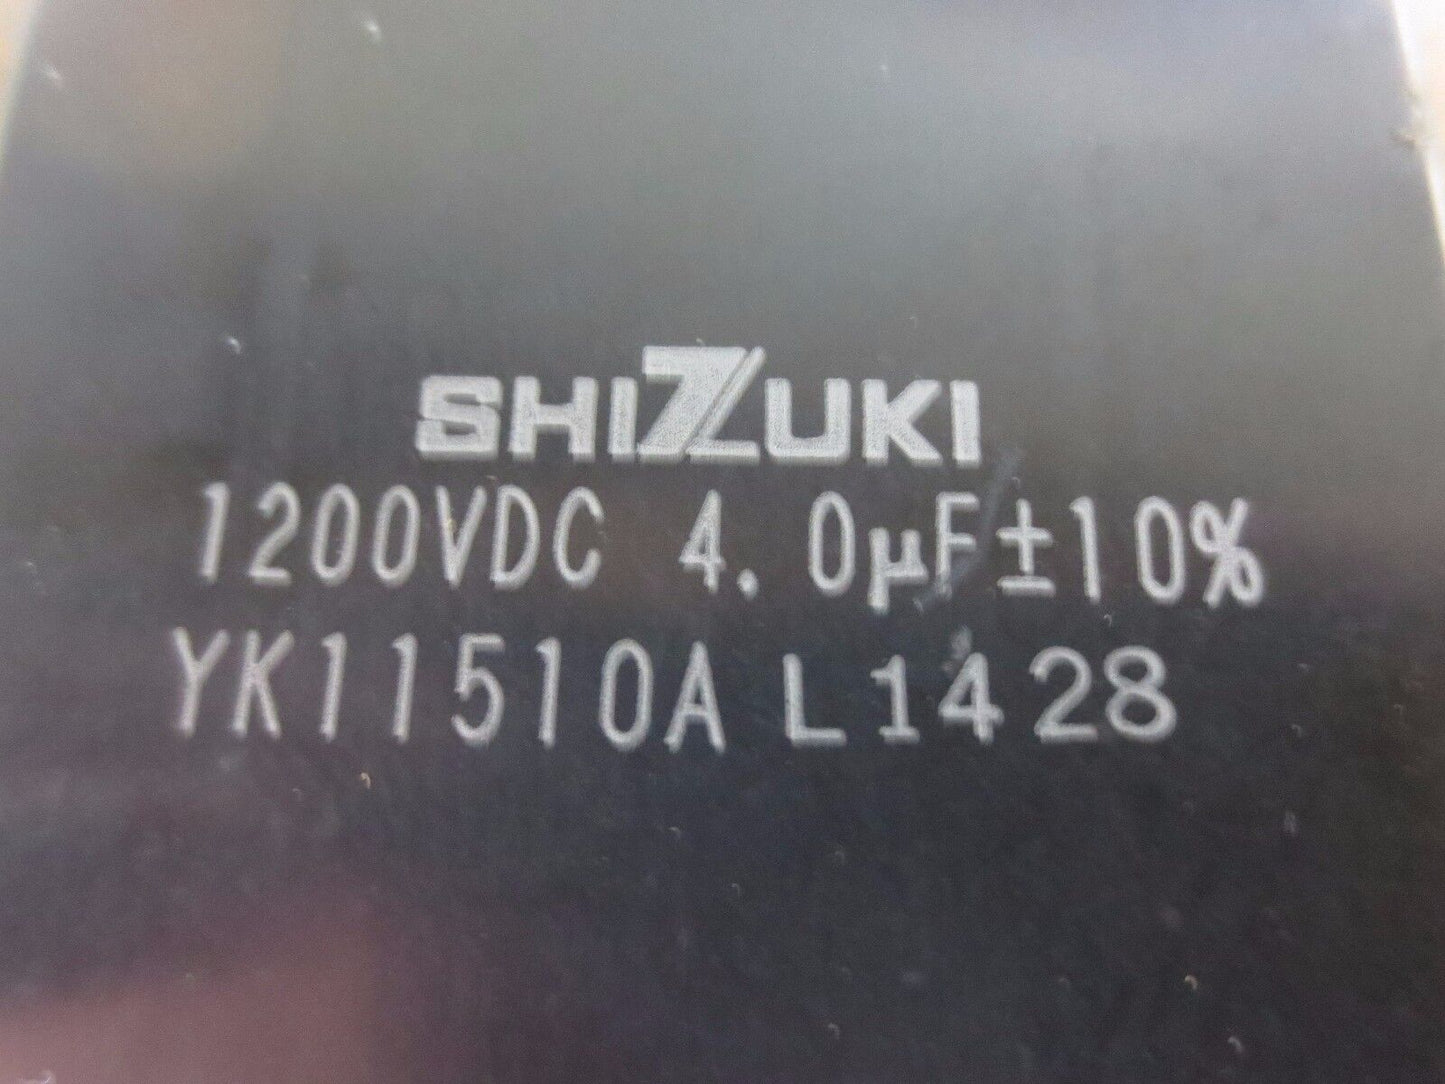 SHIZUKI
1200VDC 4.0μF±10%
YK11510A L1428